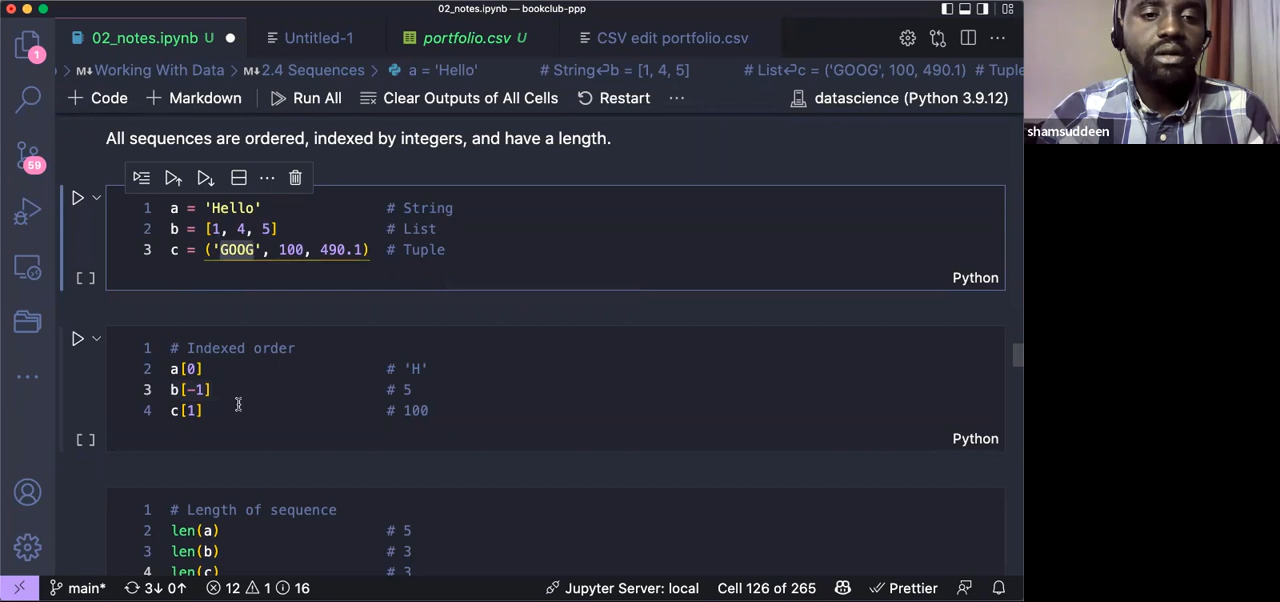 02_notes.ipynb — bookclub-ppp
02_notes.ipynb U
Untitled-1
portfolio.csv U
CSV edit portfolio.csv
Working With Data > M↓2.4 Sequences > a = 'Hello' # String↵b = [1, 4, 5] # List↵c = ('GOOG', 100, 490.1) # Tuple
+ Code + Markdown Run All Clear Outputs of All Cells Restart ··· datascience (Python 3.9.12)
shamsuddeen
1
59
All sequences are ordered, indexed by integers, and have a length.
1 a = 'Hello' # String
2 b = [1, 4, 5] # List
3 c = ('GOOG', 100, 490.1) # Tuple
[ ] Python
1 # Indexed order
2 a[0] # 'H'
3 b[-1] # 5
4 c[1] # 100
[ ] Python
1 # Length of sequence
2 len(a) # 5
3 len(b) # 3
4 len(c) # 3
main* 3↓ 0↑ 12 1 16 Jupyter Server: local Cell 126 of 265 Prettier